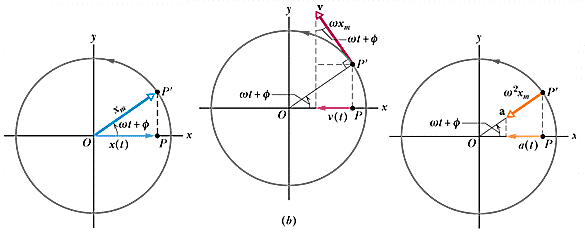 y
x_m
P'
ωt + ϕ
O
x(t)
P
x
y
v
ωx_m
ωt + ϕ
P'
ωt + ϕ
O
v(t)
P
x
(b)
y
ω²x_m
P'
a
ωt + ϕ
O
a(t)
P
x